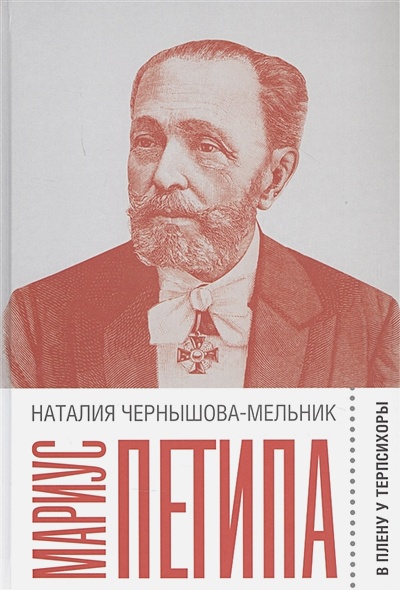 НАТАЛИЯ ЧЕРНЫШОВА-МЕЛЬНИК
МАРИУС
ПЕТИПА
В ПЛЕНУ У ТЕРПСИХОРЫ